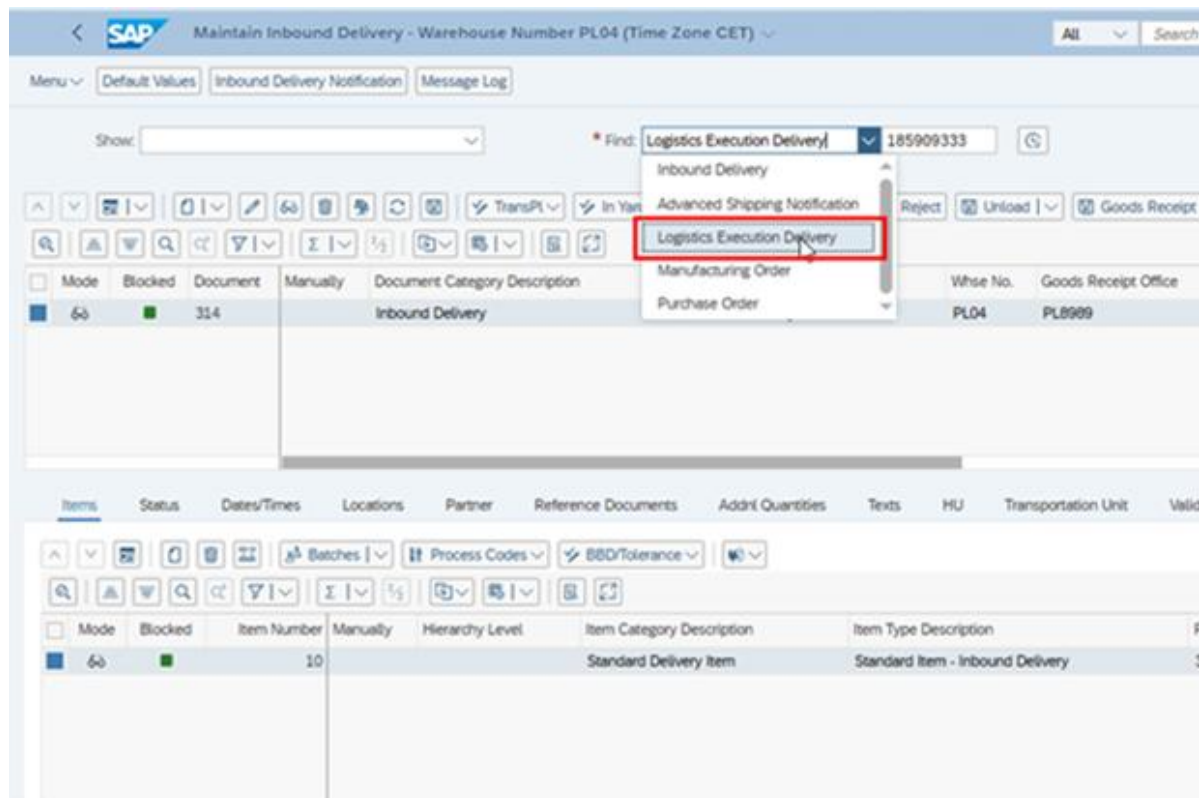 SAP Maintain Inbound Delivery - Warehouse Number PL04 (Time Zone CET) All Search
Menu Default Values Inbound Delivery Notification Message Log
Show: * Find: Logistics Execution Delivery 185909333
Inbound Delivery
Advanced Shipping Notification
Logistics Execution Delivery
Manufacturing Order
Purchase Order
TransPl In Yar Reject Unload Goods Receipt
Mode Blocked Document Manually Document Category Description Whse No. Goods Receipt Office
314 Inbound Delivery PL04 PL8989
Items Status Dates/Times Locations Partner Reference Documents Addnl Quantities Texts HU Transportation Unit Valid
Batches Process Codes BBD/Tolerance
Mode Blocked Item Number Manually Hierarchy Level Item Category Description Item Type Description
10 Standard Delivery Item Standard Item - Inbound Delivery